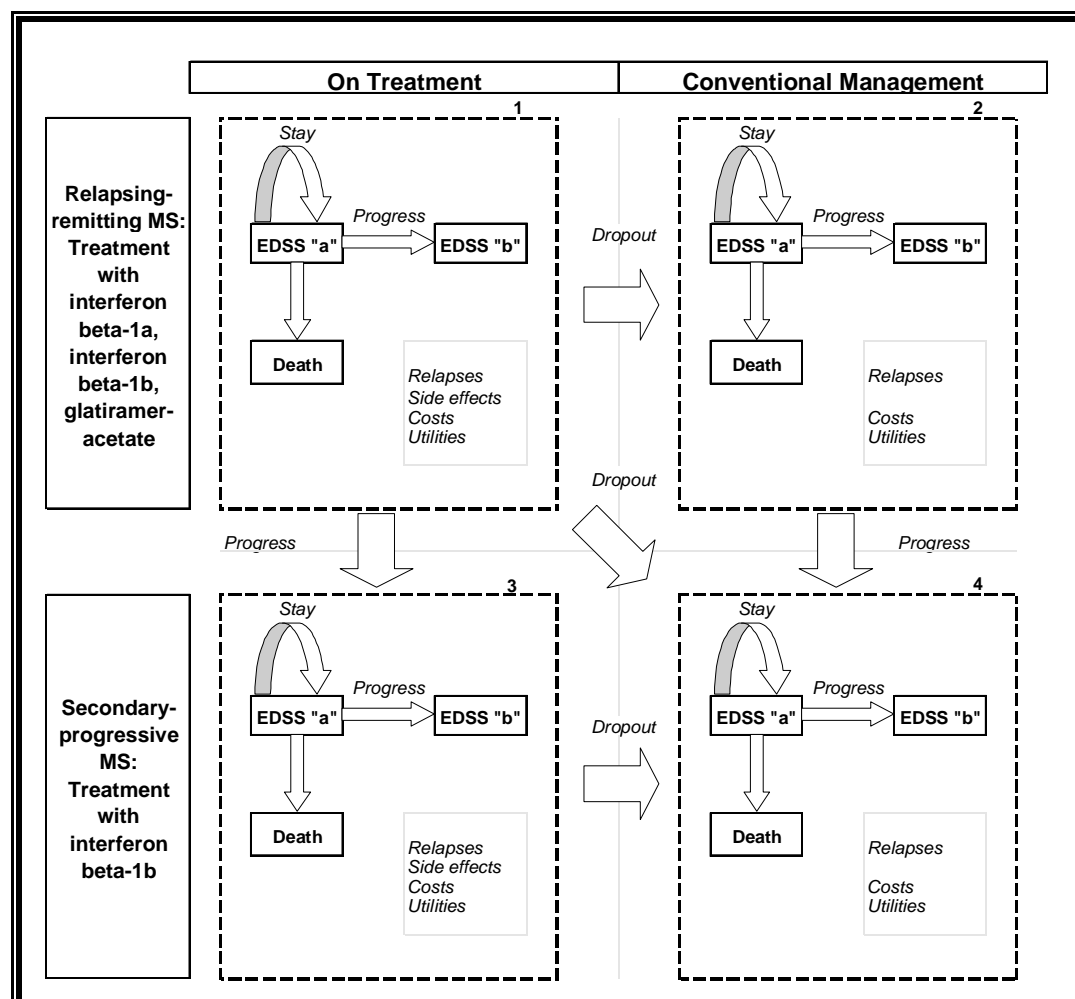 On Treatment
Conventional Management
Relapsing-
remitting MS:
Treatment
with
interferon
beta-1a,
interferon
beta-1b,
glatiramer-
acetate
1
Stay
Progress
EDSS "a"
EDSS "b"
Death
Relapses
Side effects
Costs
Utilities
Dropout
2
Stay
Progress
EDSS "a"
EDSS "b"
Death
Relapses
Costs
Utilities
Dropout
Progress
Progress
Secondary-
progressive
MS:
Treatment
with
interferon
beta-1b
3
Stay
Progress
EDSS "a"
EDSS "b"
Death
Relapses
Side effects
Costs
Utilities
Dropout
4
Stay
Progress
EDSS "a"
EDSS "b"
Death
Relapses
Costs
Utilities